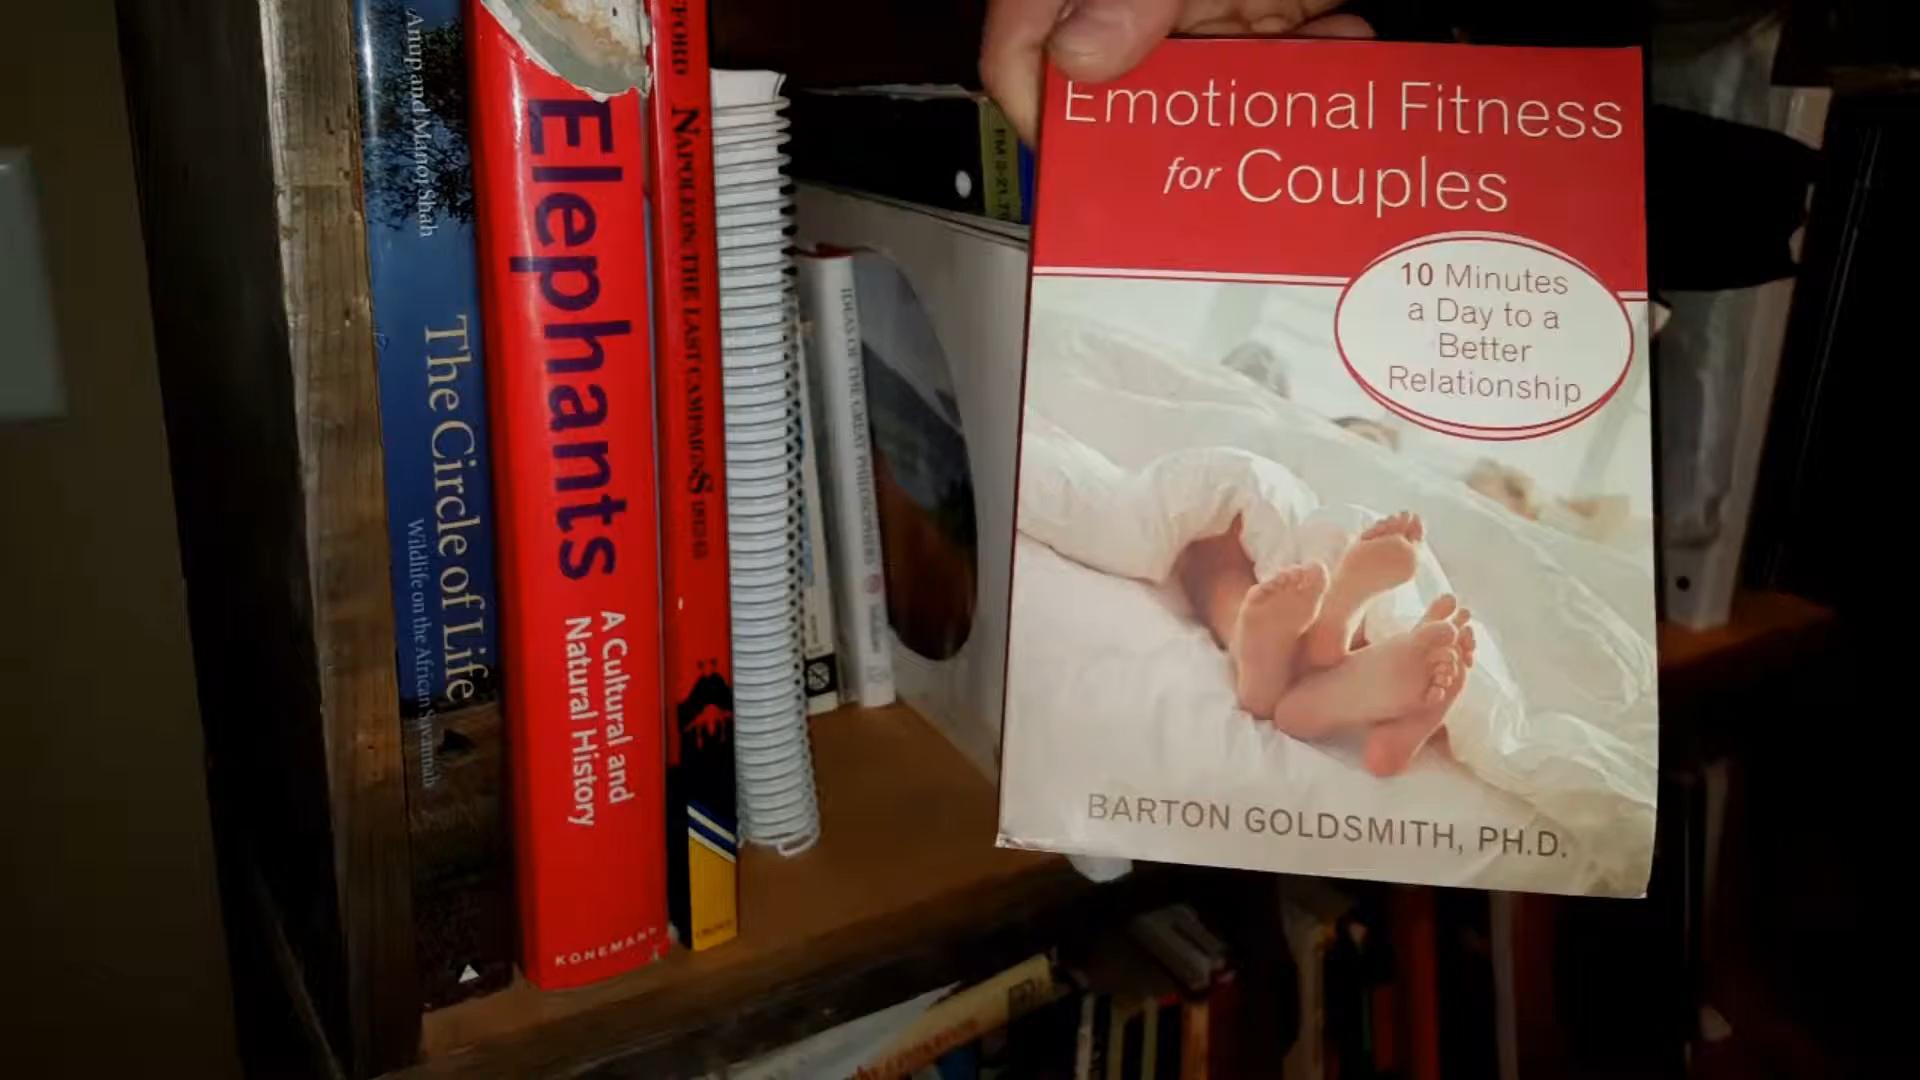 Anup and Manoj Shah
The Circle of Life
Wildlife on the African Savannah
Elephants
A Cultural and
Natural History
KONEMANN
NAPOLEON: THE LAST CAMPAIGNS
IDEAS OF THE GREAT PHILOSOPHERS
Emotional Fitness
for Couples
10 Minutes
a Day to a
Better
Relationship
BARTON GOLDSMITH, PH.D.